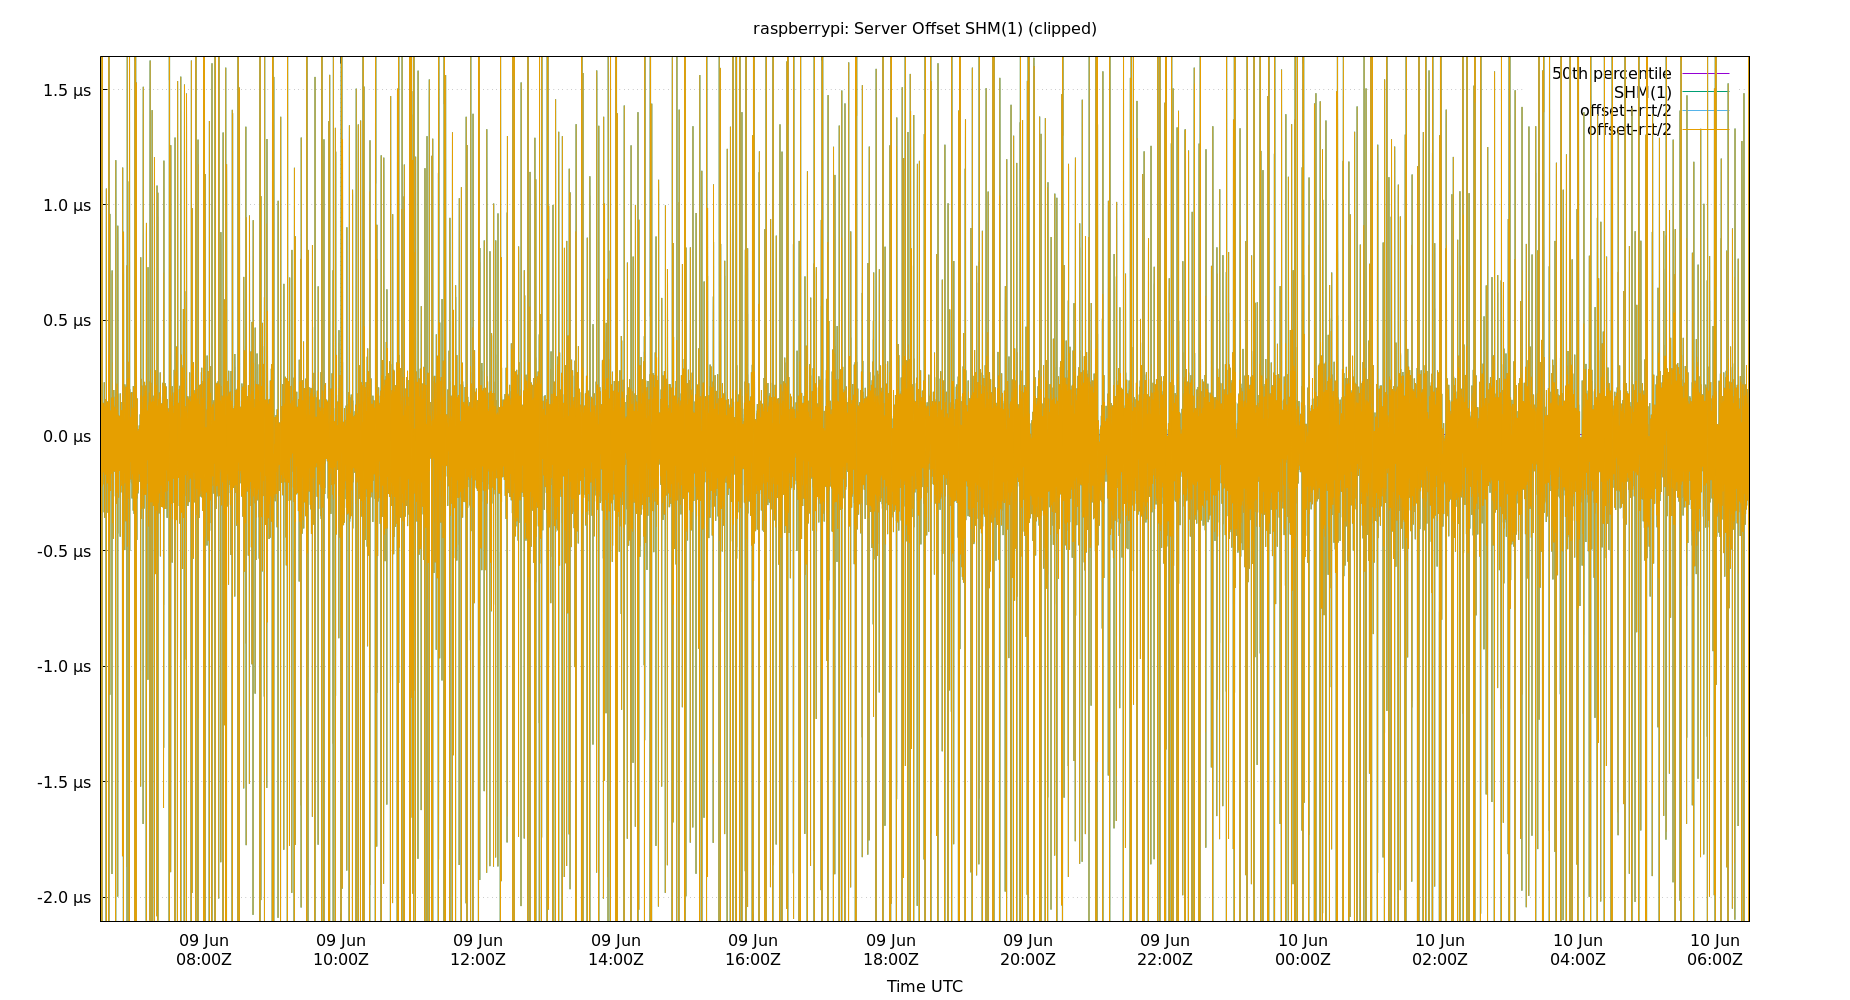 raspberrypi: Server Offset SHM(1) (clipped)
50th percentile
SHM(1)
offset+rtt/2
offset-rtt/2
1.5 µs
1.0 µs
0.5 µs
0.0 µs
-0.5 µs
-1.0 µs
-1.5 µs
-2.0 µs
09 Jun 09 Jun 09 Jun 09 Jun 09 Jun 09 Jun 09 Jun 09 Jun 10 Jun 10 Jun 10 Jun 10 Jun
08:00Z 10:00Z 12:00Z 14:00Z 16:00Z 18:00Z 20:00Z 22:00Z 00:00Z 02:00Z 04:00Z 06:00Z
Time UTC